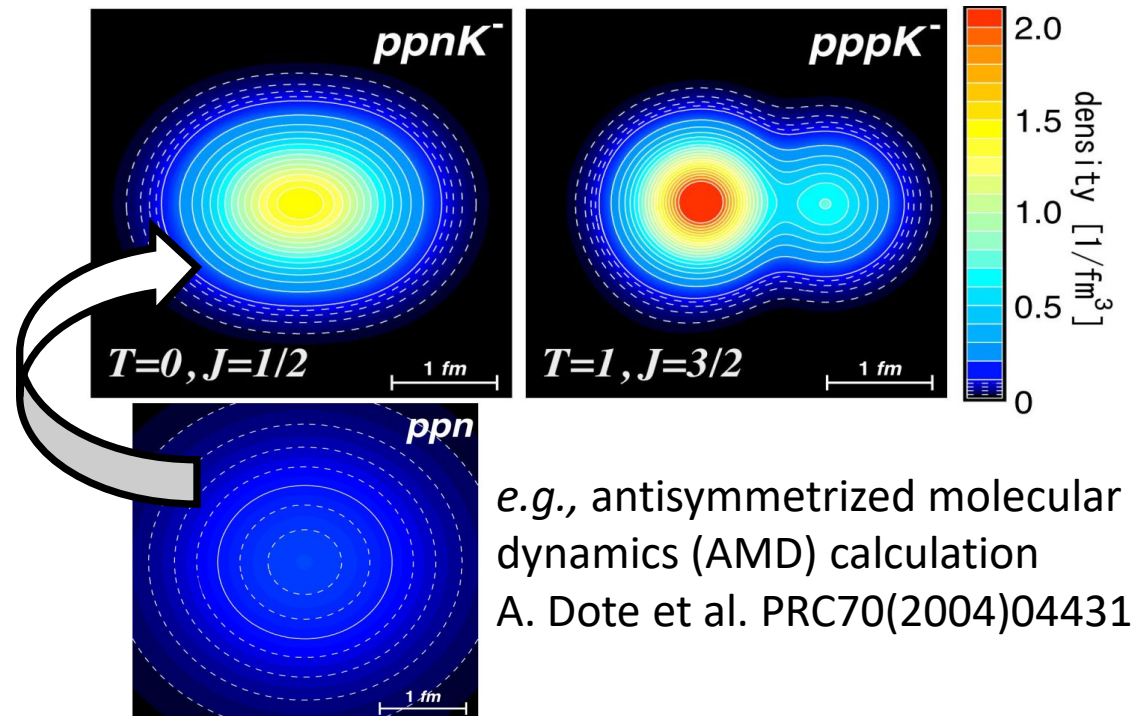 ppnK⁻
T=0, J=1/2
1 fm
pppK⁻
T=1, J=3/2
1 fm
2.0
1.5
1.0
0.5
0
density [1/fm³]
ppn
1 fm
e.g., antisymmetrized molecular
dynamics (AMD) calculation
A. Dote et al. PRC70(2004)04431